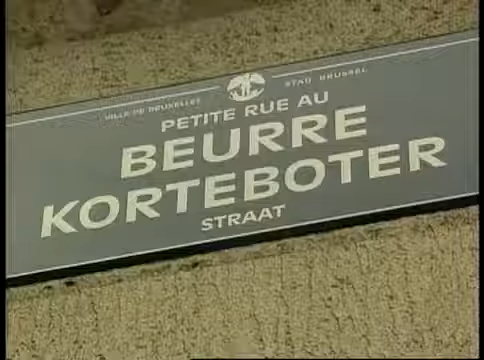 VILLE DE BRUXELLES STAD BRUSSEL
PETITE RUE AU
BEURRE
KORTEBOTER
STRAAT